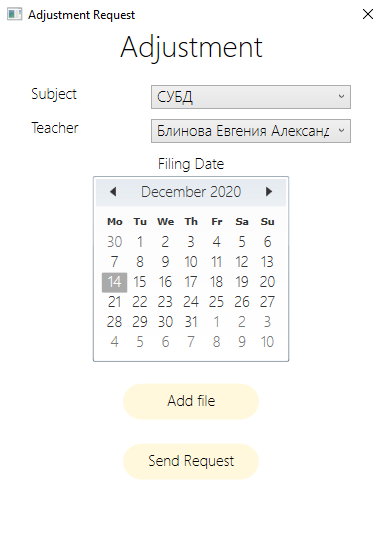 Adjustment Request
Adjustment
Subject
СУБД
Teacher
Блинова Евгения Александ
Filing Date
December 2020
Mo Tu We Th Fr Sa Su
30 1 2 3 4 5 6
7 8 9 10 11 12 13
14 15 16 17 18 19 20
21 22 23 24 25 26 27
28 29 30 31 1 2 3
4 5 6 7 8 9 10
Add file
Send Request